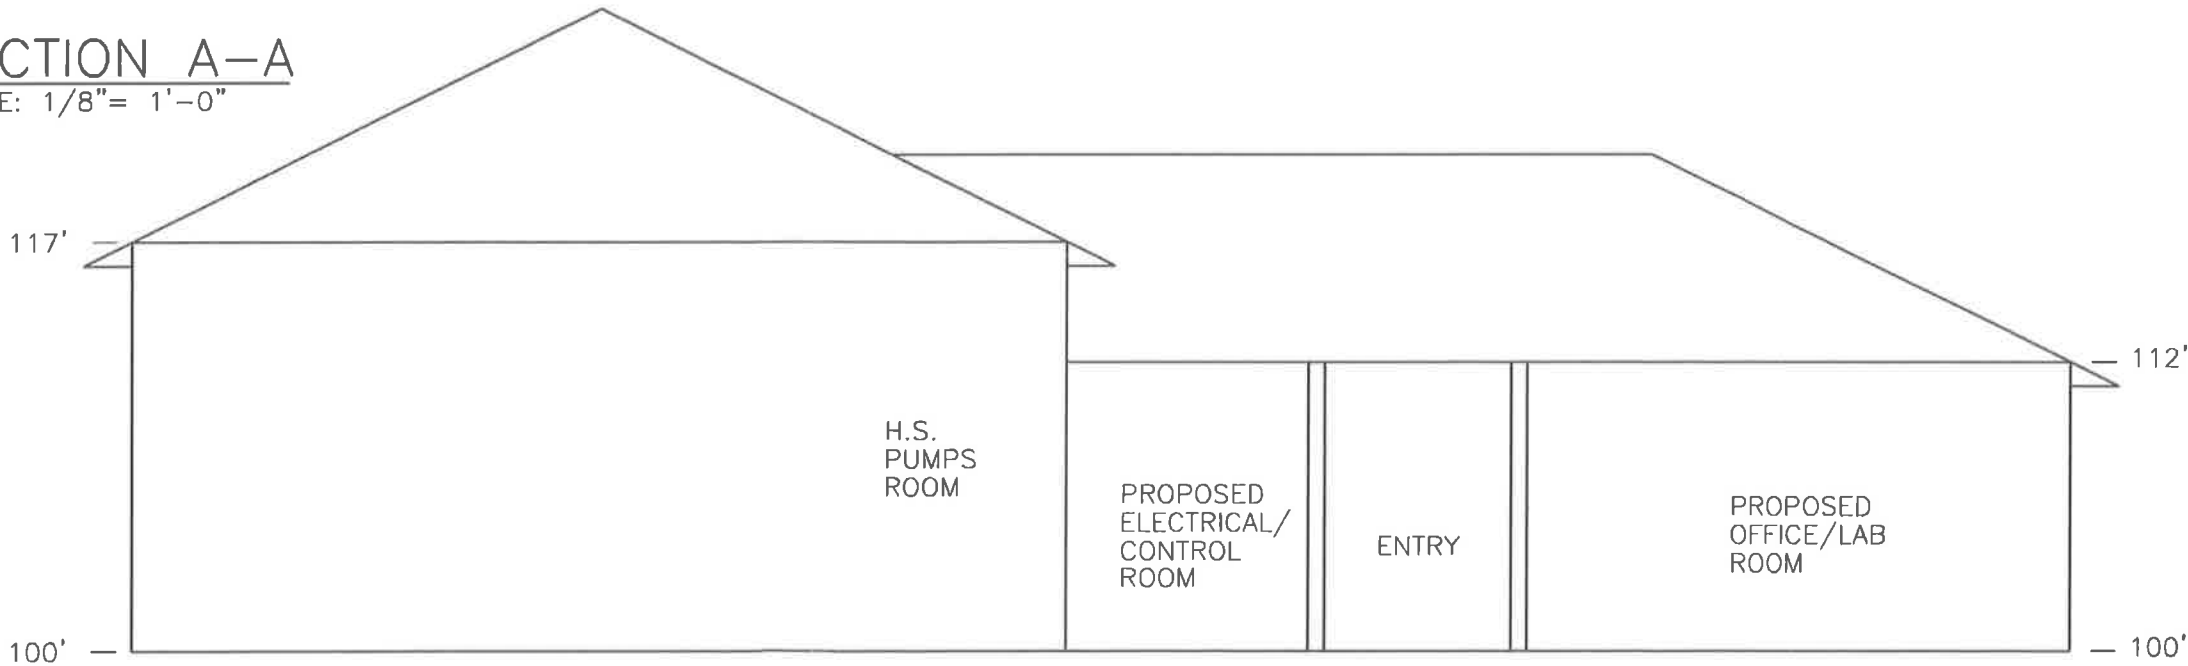 CTION A-A
E: 1/8"= 1'-0"
117'
112'
H.S.
PUMPS
ROOM
PROPOSED
ELECTRICAL/
CONTROL
ROOM
ENTRY
PROPOSED
OFFICE/LAB
ROOM
100'
100'